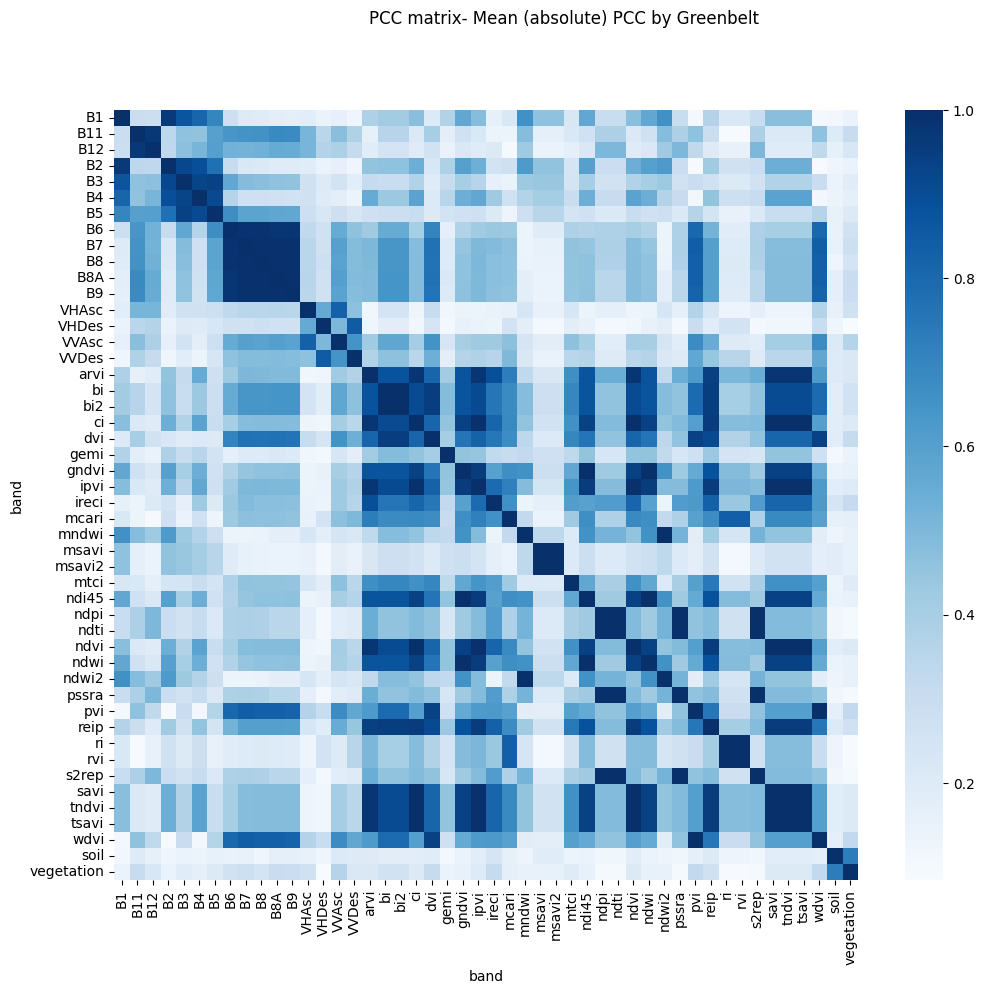 PCC matrix- Mean (absolute) PCC by Greenbelt
band
B1
B11
B12
B2
B3
B4
B5
B6
B7
B8
B8A
B9
VHAsc
VHDes
VVAsc
VVDes
arvi
bi
bi2
ci
dvi
gemi
gndvi
ipvi
ireci
mcari
mndwi
msavi
msavi2
mtci
ndi45
ndpi
ndti
ndvi
ndwi
ndwi2
pssra
pvi
reip
ri
rvi
s2rep
savi
tndvi
tsavi
wdvi
soil
vegetation
B1 B11 B12 B2 B3 B4 B5 B6 B7 B8 B8A B9 VHAsc VHDes VVAsc VVDes arvi bi bi2 ci dvi gemi gndvi ipvi ireci mcari mndwi msavi msavi2 mtci ndi45 ndpi ndti ndvi ndwi ndwi2 pssra pvi reip ri rvi s2rep savi tndvi tsavi wdvi soil vegetation
band
1.0
0.8
0.6
0.4
0.2